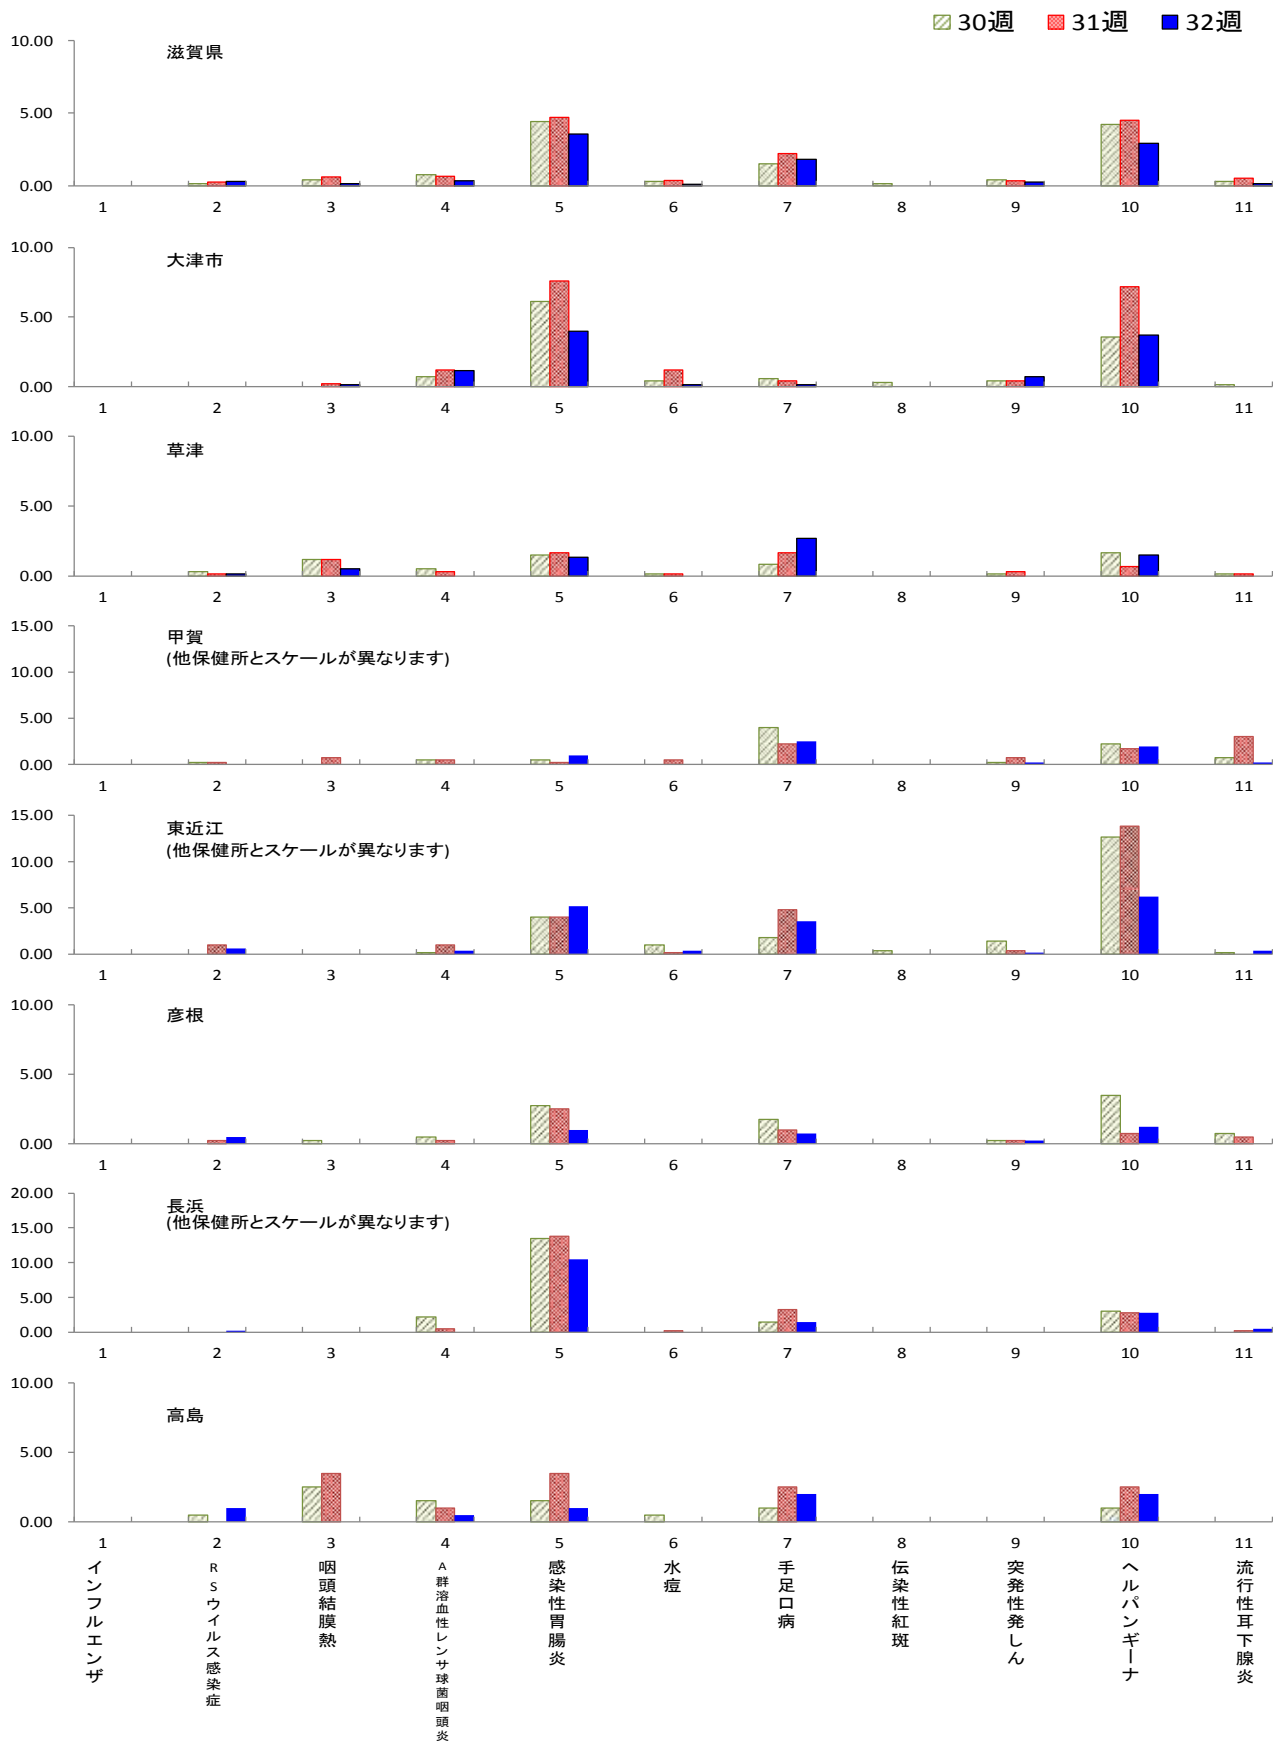 30週 31週 32週
10.00
滋賀県
5.00
0.00
1 2 3 4 5 6 7 8 9 10 11
10.00
大津市
5.00
0.00
1 2 3 4 5 6 7 8 9 10 11
10.00
草津
5.00
0.00
1 2 3 4 5 6 7 8 9 10 11
15.00
甲賀
(他保健所とスケールが異なります)
10.00
5.00
0.00
1 2 3 4 5 6 7 8 9 10 11
15.00
東近江
(他保健所とスケールが異なります)
10.00
5.00
0.00
1 2 3 4 5 6 7 8 9 10 11
10.00
彦根
5.00
0.00
1 2 3 4 5 6 7 8 9 10 11
20.00
長浜
(他保健所とスケールが異なります)
15.00
10.00
5.00
0.00
1 2 3 4 5 6 7 8 9 10 11
10.00
高島
5.00
0.00
1 2 3 4 5 6 7 8 9 10 11
インフルエンザ
RSウイルス感染症
咽頭結膜熱
A群溶血性レンサ球菌咽頭炎
感染性胃腸炎
水痘
手足口病
伝染性紅斑
突発性発しん
ヘルパンギーナ
流行性耳下腺炎